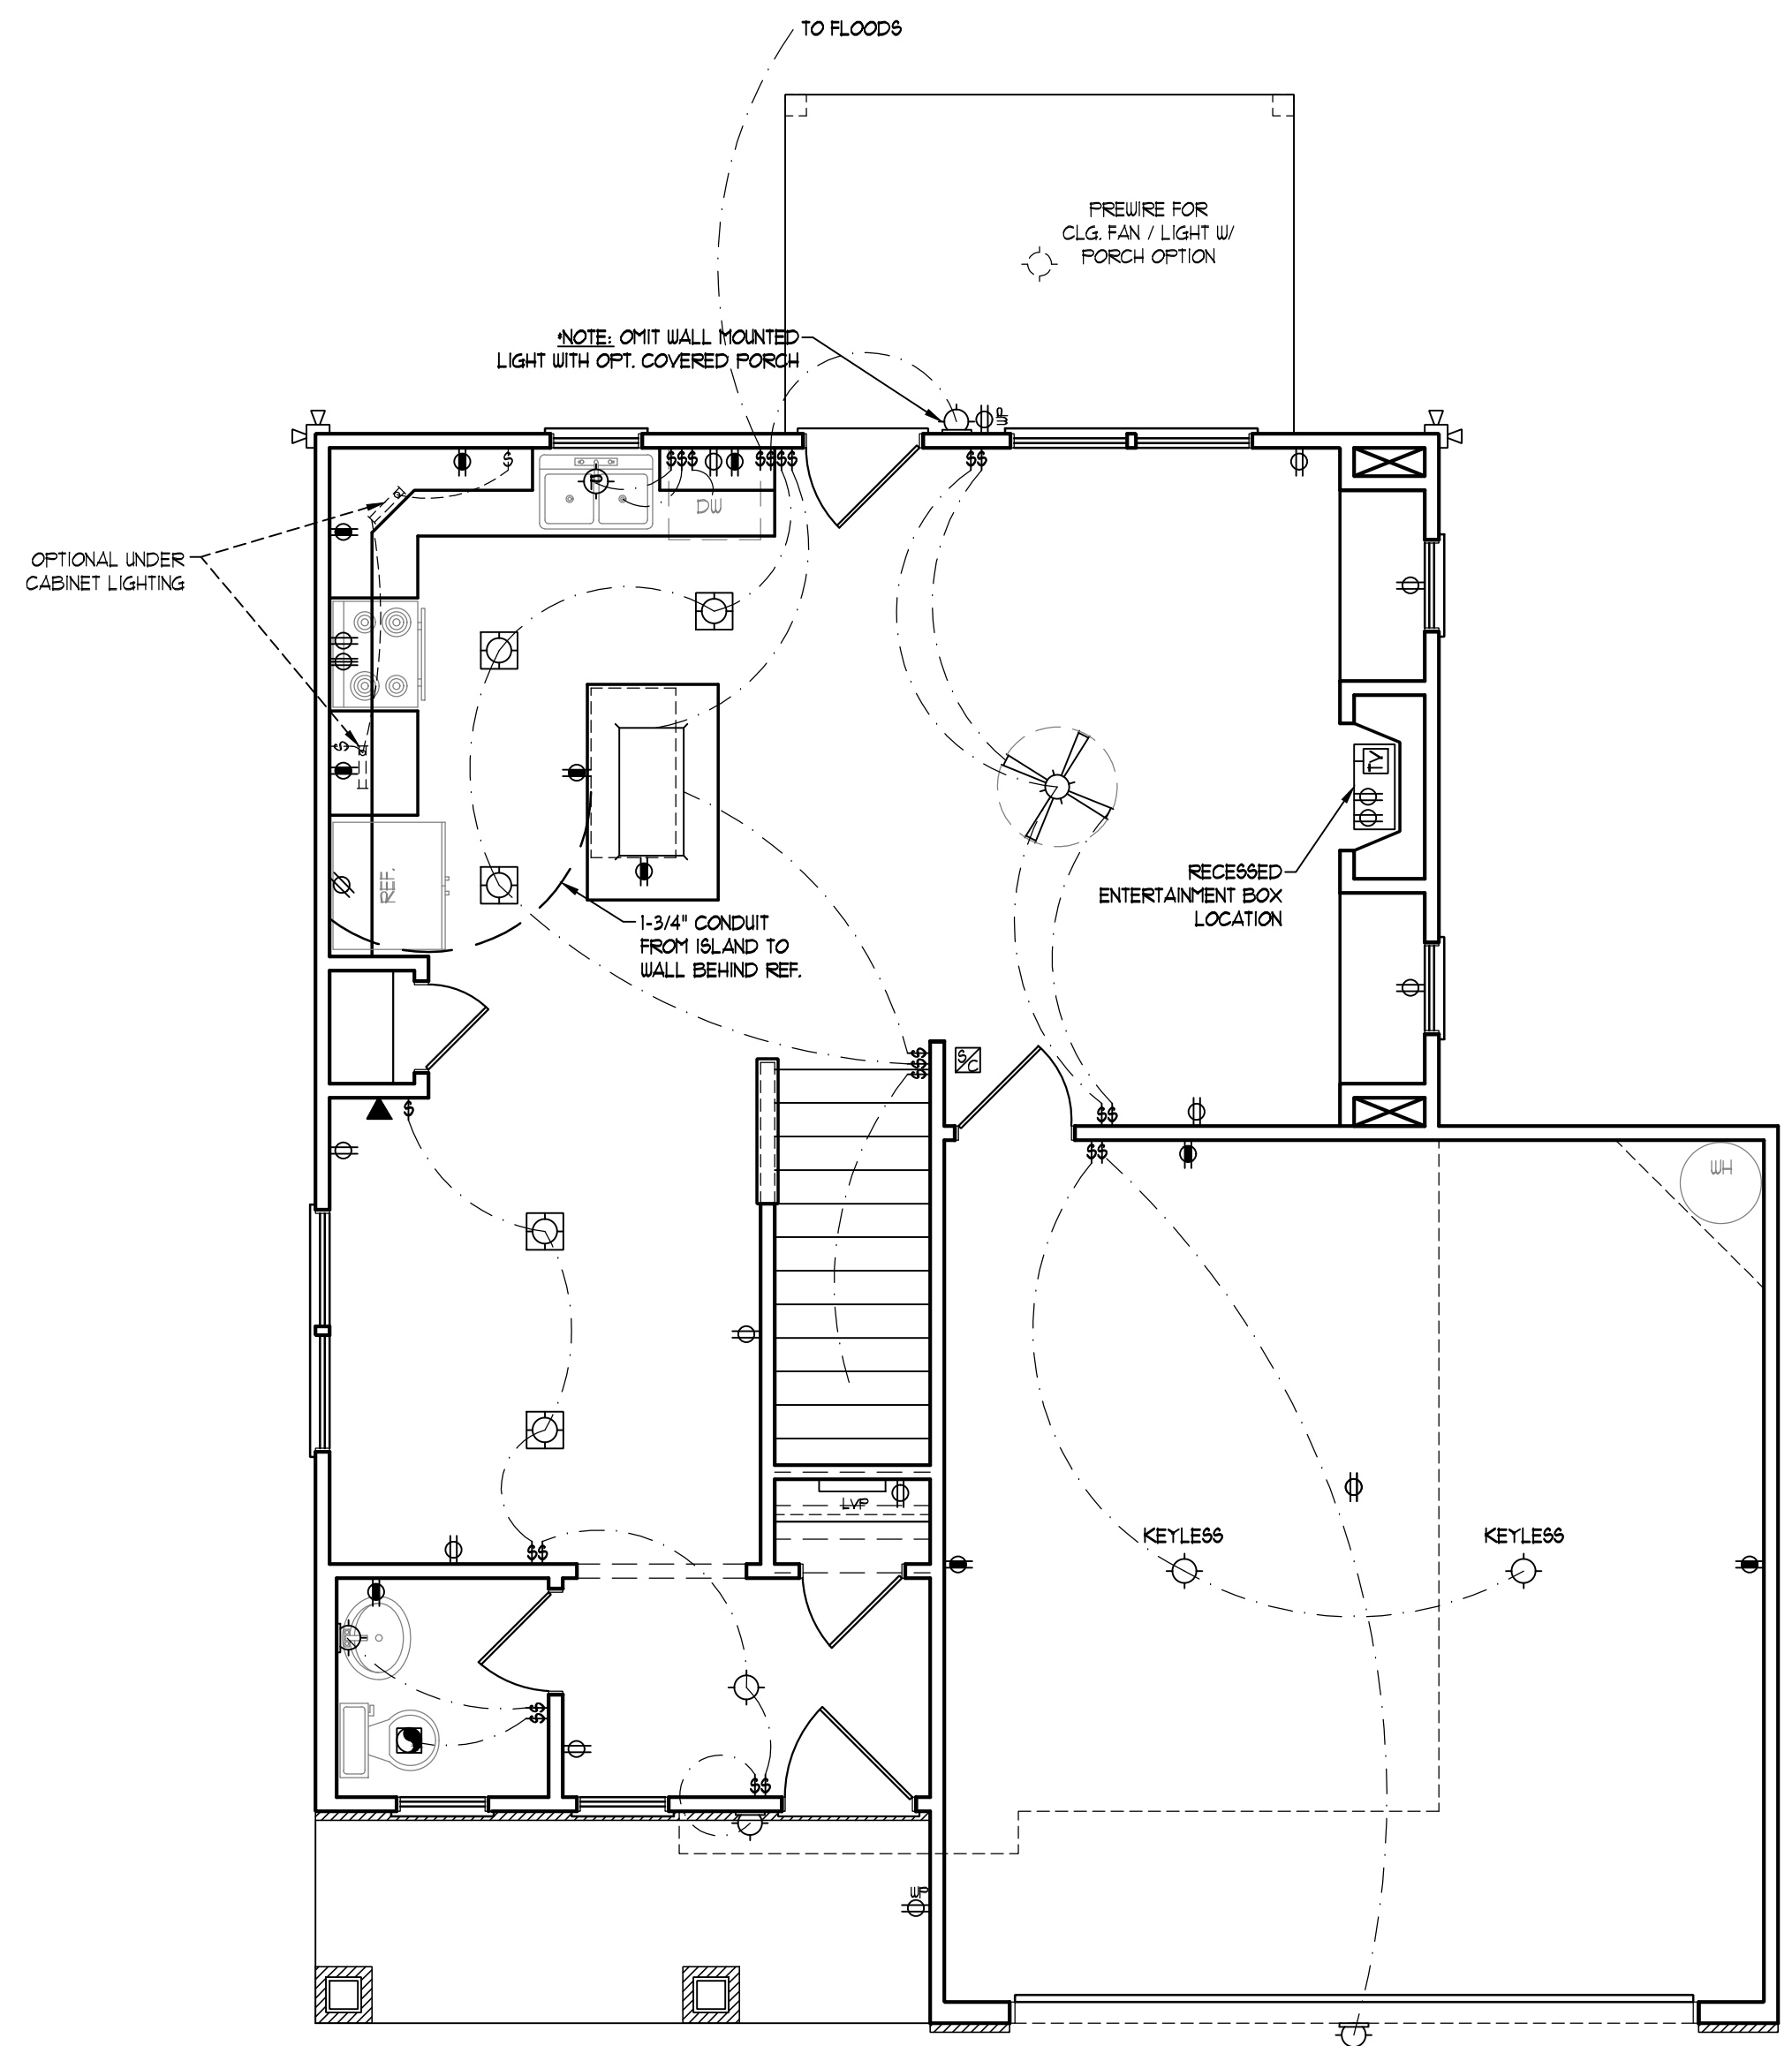 TO FLOODS
PREWIRE FOR
CLG. FAN / LIGHT W/
PORCH OPTION
*NOTE: OMIT WALL MOUNTED
LIGHT WITH OPT. COVERED PORCH
WP
$
$$$
$$$$
$$
P
DW
OPTIONAL UNDER
CABINET LIGHTING
$
TV
REF.
RECESSED
ENTERTAINMENT BOX
LOCATION
1-3/4" CONDUIT
FROM ISLAND TO
WALL BEHIND REF.
$$$
S/C
$
$$
$$
WH
LVP
KEYLESS
KEYLESS
$$
$$
$$
WP